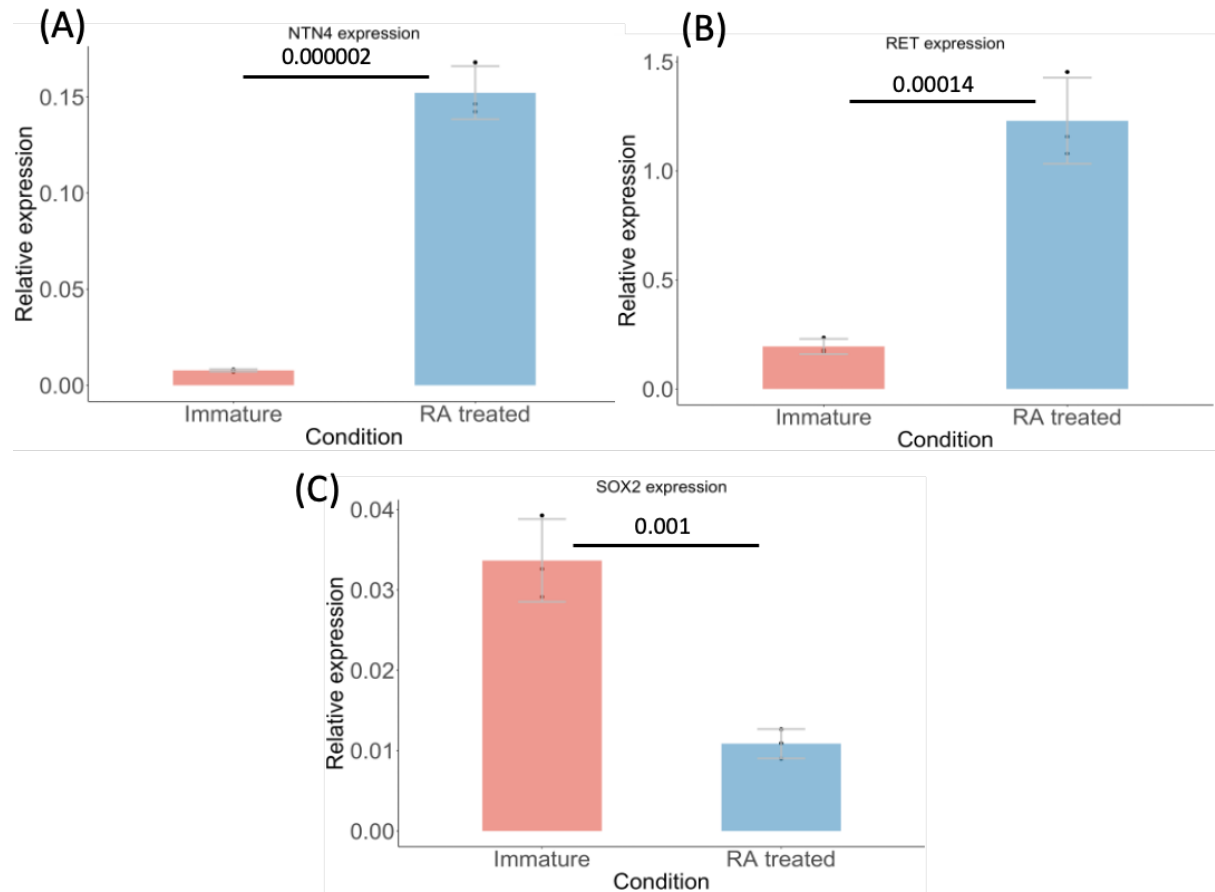 (A)
NTN4 expression
0.000002
0.15
0.10
0.05
0.00
Relative expression
Immature
RA treated
Condition
(B)
RET expression
0.00014
1.5
1.0
0.5
0.0
Relative expression
Immature
RA treated
Condition
(C)
SOX2 expression
0.001
0.04
0.03
0.02
0.01
0.00
Relative expression
Immature
RA treated
Condition